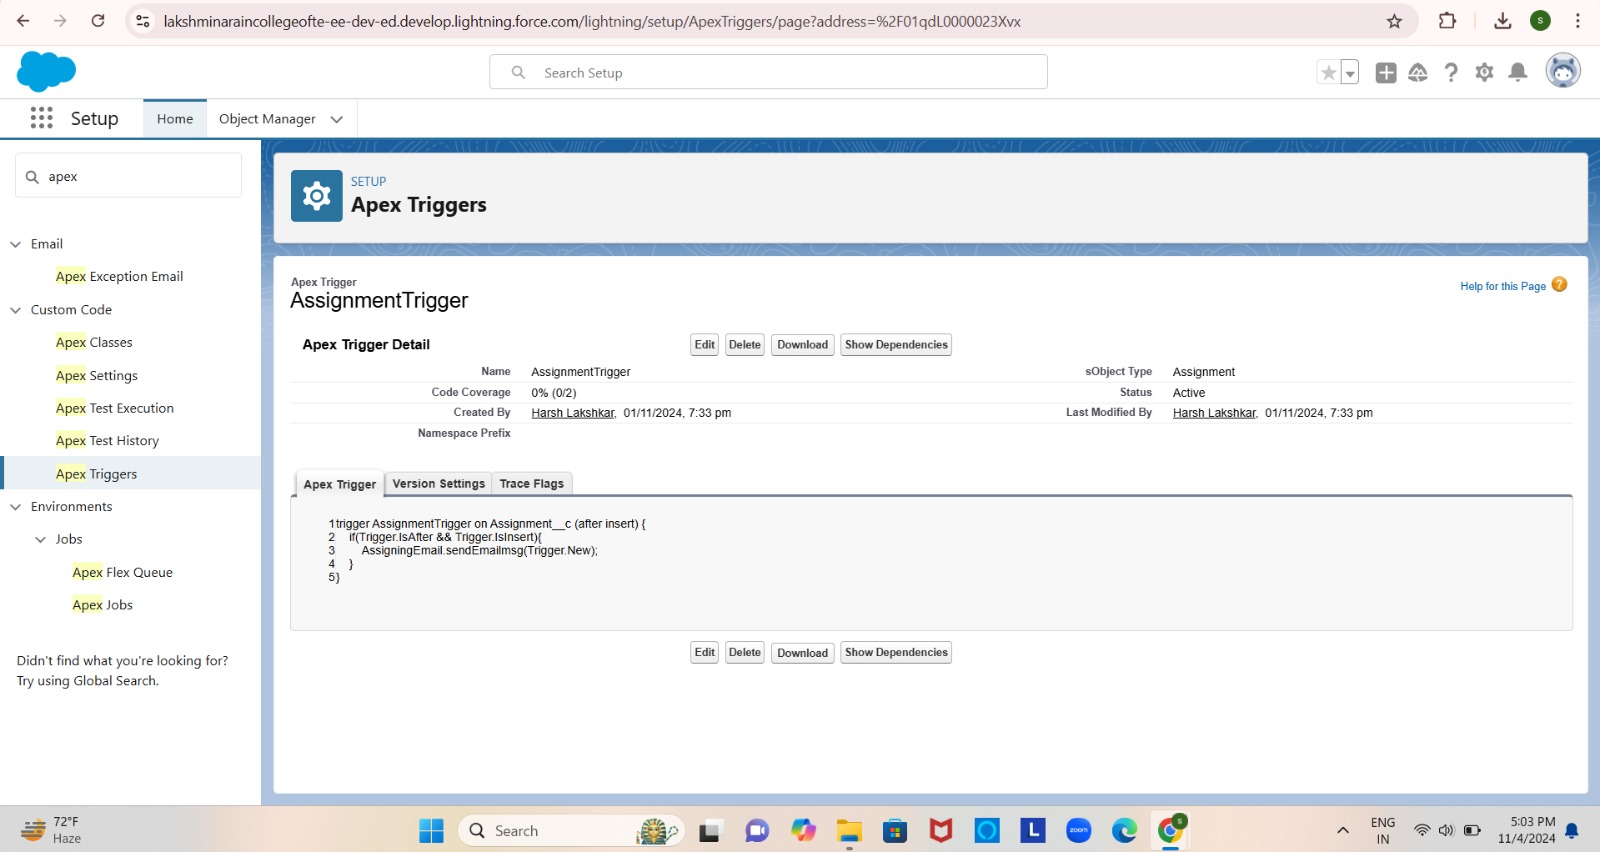 lakshminaraincollegeofte-ee-dev-ed.develop.lightning.force.com/lightning/setup/ApexTriggers/page?address=%2F01qdL0000023Xvx
S
Search Setup
Setup
Home
Object Manager
apex
Email
Apex Exception Email
Custom Code
Apex Classes
Apex Settings
Apex Test Execution
Apex Test History
Apex Triggers
Environments
Jobs
Apex Flex Queue
Apex Jobs
Didn't find what you're looking for?
Try using Global Search.
SETUP
Apex Triggers
Apex Trigger
AssignmentTrigger
Help for this Page ?
Apex Trigger Detail
Edit Delete Download Show Dependencies
Name AssignmentTrigger sObject Type Assignment
Code Coverage 0% (0/2) Status Active
Created By Harsh Lakshkar, 01/11/2024, 7:33 pm Last Modified By Harsh Lakshkar, 01/11/2024, 7:33 pm
Namespace Prefix
Apex Trigger Version Settings Trace Flags
1trigger AssignmentTrigger on Assignment__c (after insert) {
2 if(Trigger.IsAfter && Trigger.IsInsert){
3 AssigningEmail.sendEmailmsg(Trigger.New);
4 }
5}
Edit Delete Download Show Dependencies
72°F
Haze
Search
L
zoom
S
ENG
IN
5:03 PM
11/4/2024